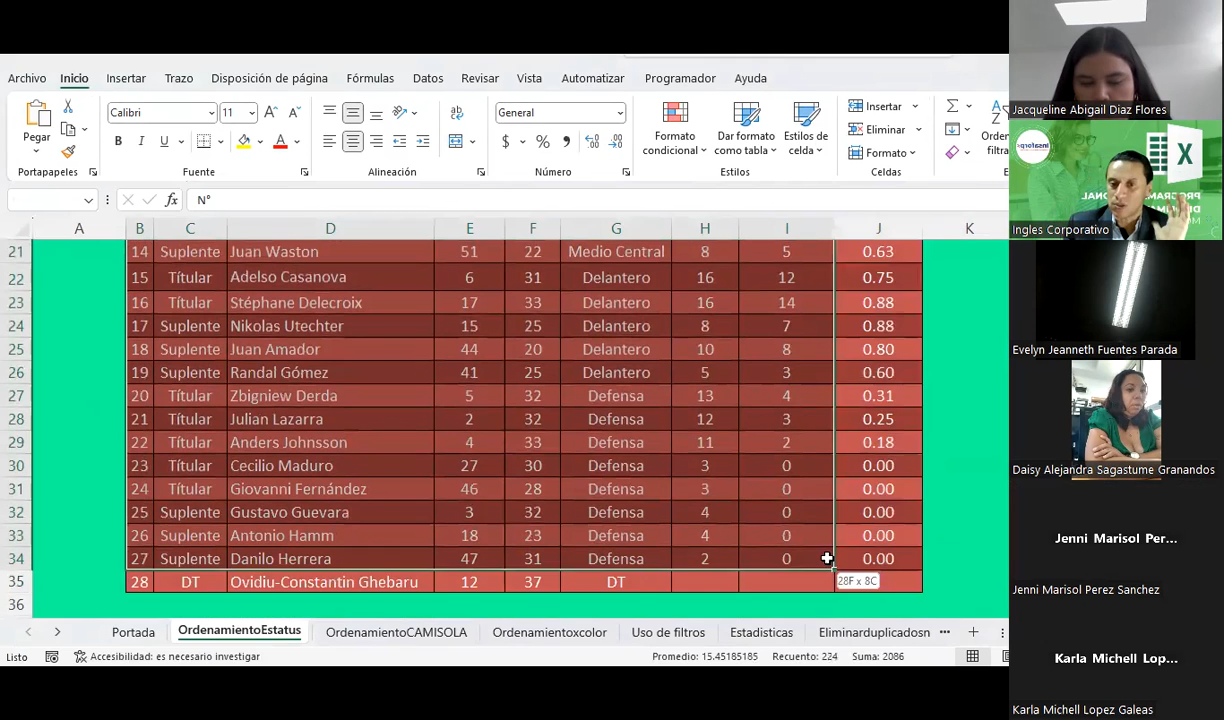 Archivo Inicio Insertar Trazo Disposición de página Fórmulas Datos Revisar Vista Automatizar Programador Ayuda
Pegar
Calibri 11
N K S
General
$ %
Formato condicional
Dar formato como tabla
Estilos de celda
Insertar
Eliminar
Formato
Portapapeles Fuente Alineación Número Estilos Celdas
fx N°
A B C D E F G H I J K
21 14 Suplente Juan Waston 51 22 Medio Central 8 5 0.63
22 15 Títular Adelso Casanova 6 31 Delantero 16 12 0.75
23 16 Títular Stéphane Delecroix 17 33 Delantero 16 14 0.88
24 17 Suplente Nikolas Utechter 15 25 Delantero 8 7 0.88
25 18 Suplente Juan Amador 44 20 Delantero 10 8 0.80
26 19 Suplente Randal Gómez 41 25 Delantero 5 3 0.60
27 20 Títular Zbigniew Derda 5 32 Defensa 13 4 0.31
28 21 Títular Julian Lazarra 2 32 Defensa 12 3 0.25
29 22 Títular Anders Johnsson 4 33 Defensa 11 2 0.18
30 23 Títular Cecilio Maduro 27 30 Defensa 3 0 0.00
31 24 Títular Giovanni Fernández 46 28 Defensa 3 0 0.00
32 25 Suplente Gustavo Guevara 3 32 Defensa 4 0 0.00
33 26 Suplente Antonio Hamm 18 23 Defensa 4 0 0.00
34 27 Suplente Danilo Herrera 47 31 Defensa 2 0 0.00
35 28 DT Ovidiu-Constantin Ghebaru 12 37 DT
28F x 8C
36
Portada OrdenamientoEstatus OrdenamientoCAMISOLA Ordenamientoxcolor Uso de filtros Estadisticas Eliminarduplicadosn
Listo Accesibilidad: es necesario investigar Promedio: 15.45185185 Recuento: 224 Suma: 2086
Jacqueline Abigail Diaz Flores
Ingles Corporativo
Evelyn Jeanneth Fuentes Parada
Daisy Alejandra Sagastume Granandos
Jenni Marisol Per...
Jenni Marisol Perez Sanchez
Karla Michell Lop...
Karla Michell Lopez Galeas